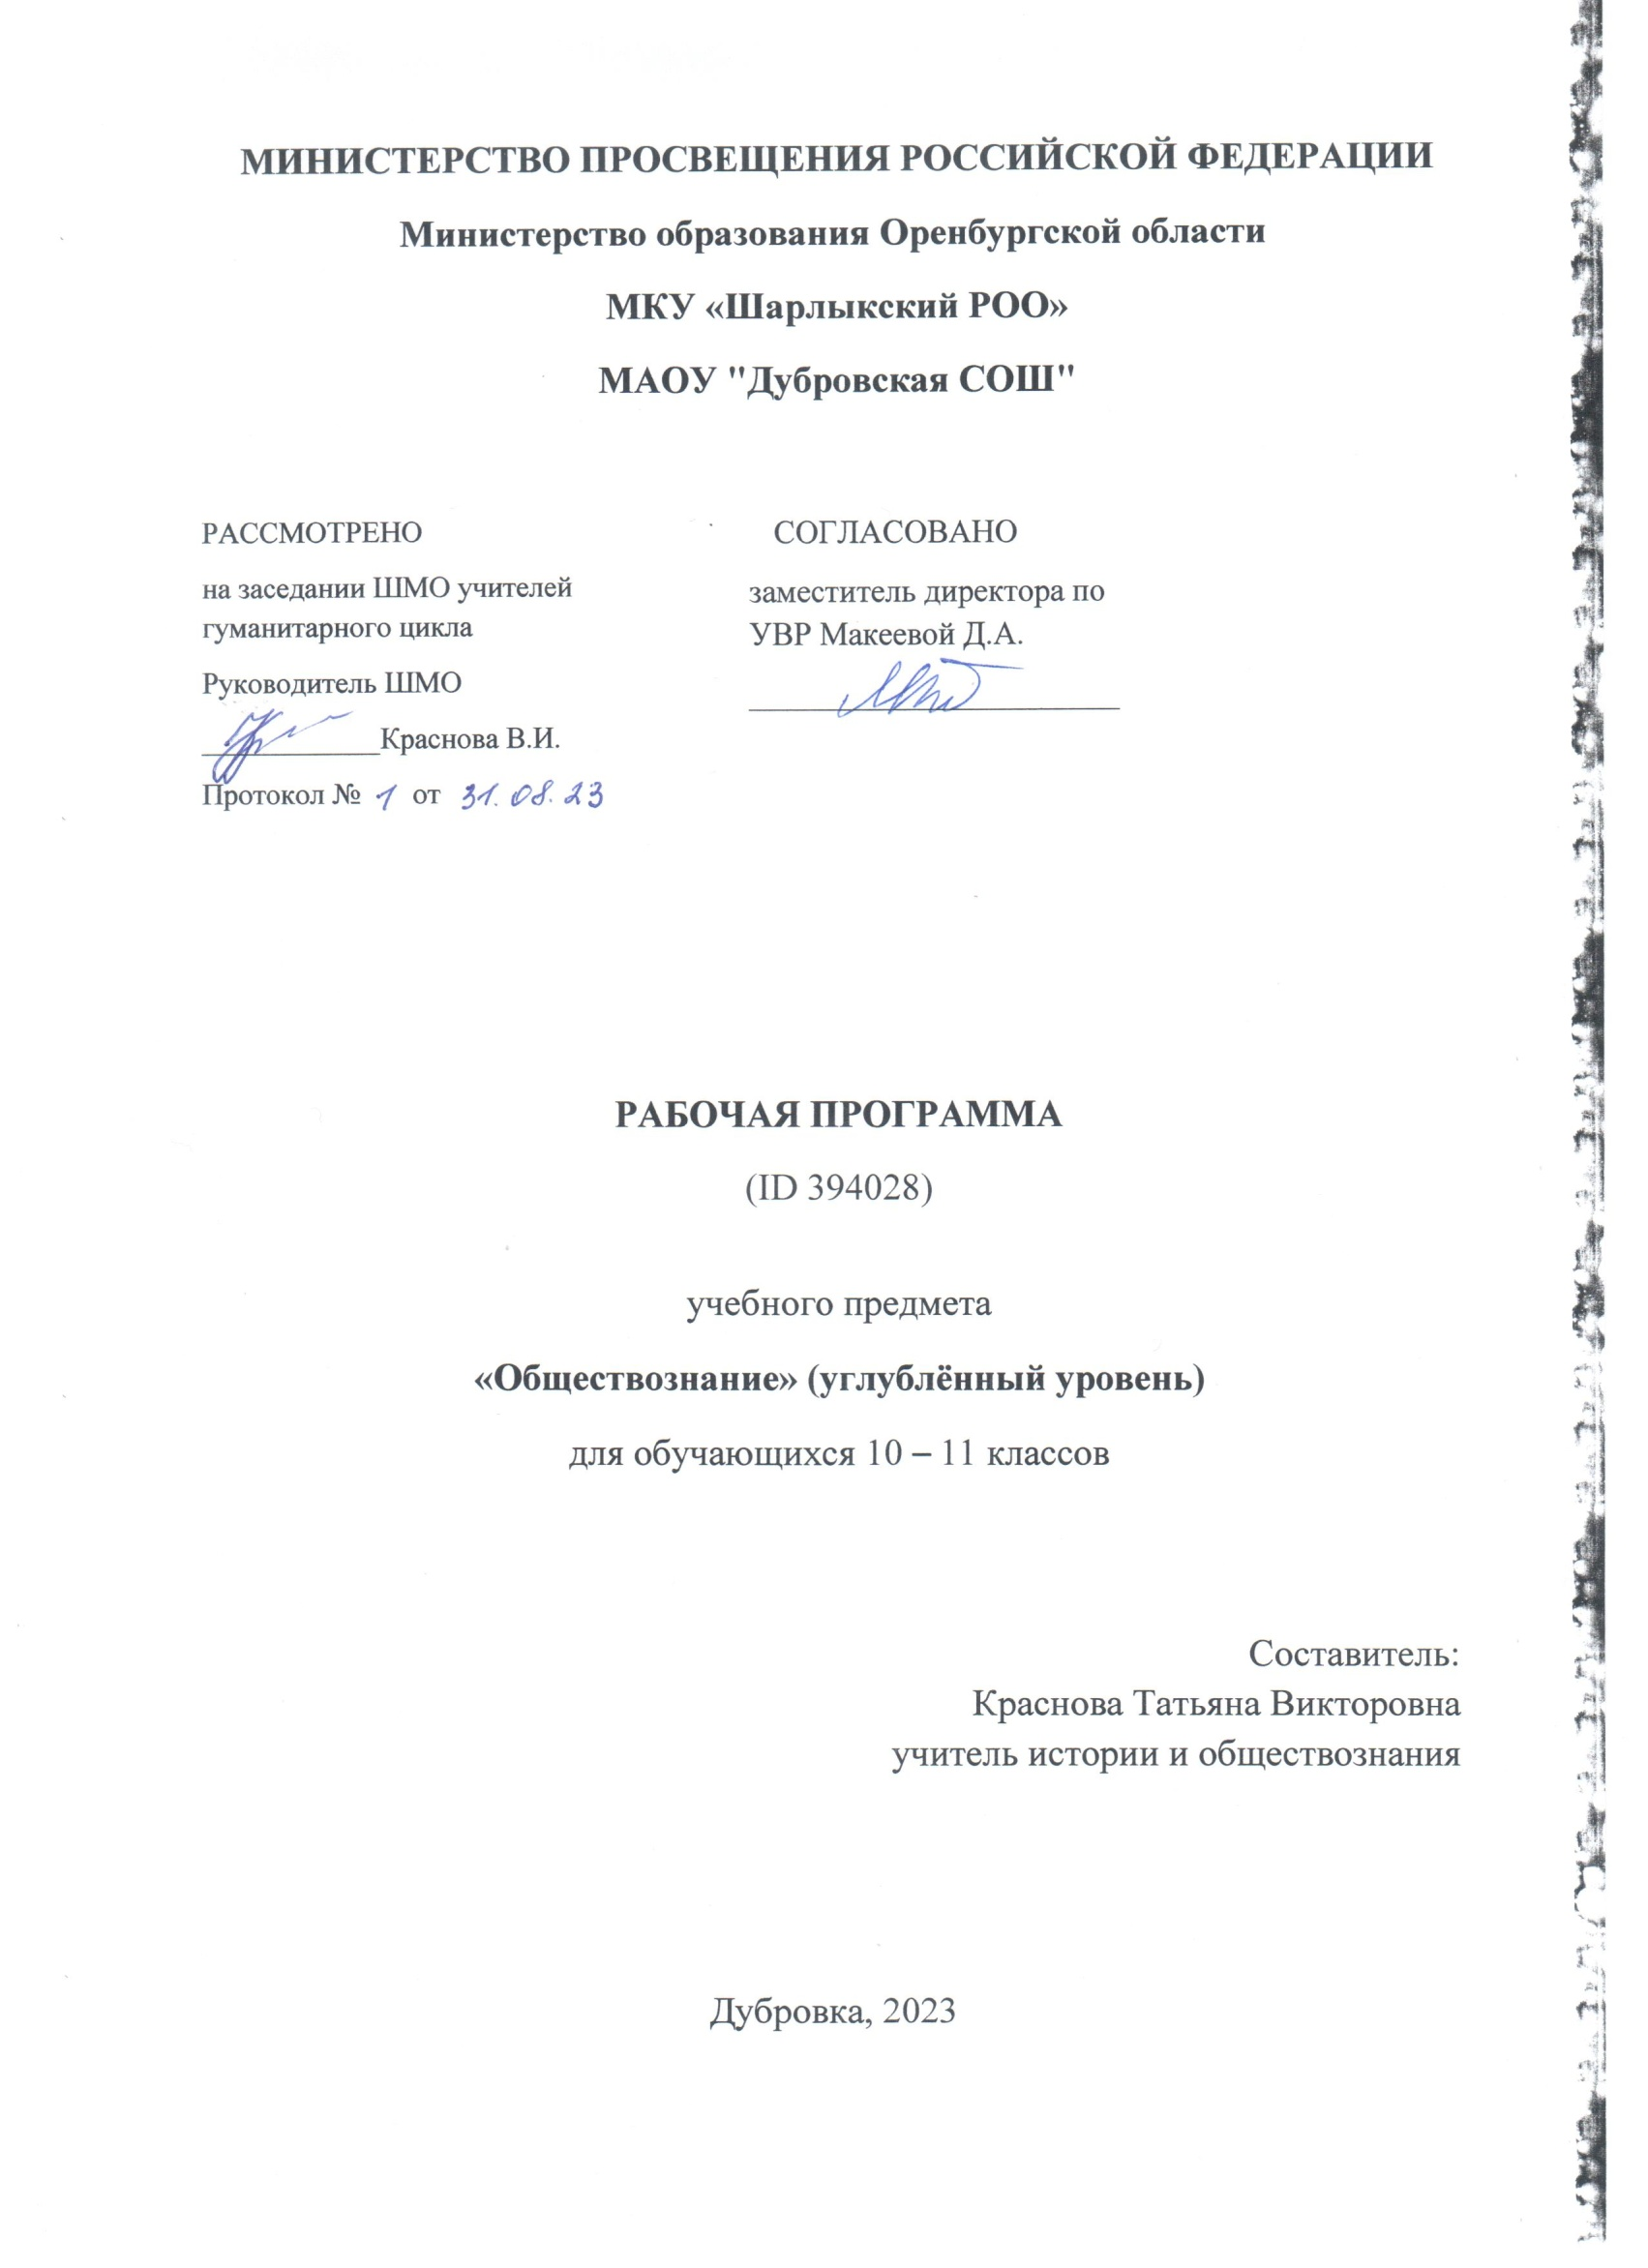 МИНИСТЕРСТВО ПРОСВЕЩЕНИЯ РОССИЙСКОЙ ФЕДЕРАЦИИ
Министерство образования Оренбургской области
МКУ «Шарлыкский РОО»
МАОУ "Дубровская СОШ"
РАССМОТРЕНО
на заседании ШМО учителей
гуманитарного цикла
Руководитель ШМО
____________Краснова В.И.
Протокол № 1 от 31.08.23
СОГЛАСОВАНО
заместитель директора по
УВР Макеевой Д.А.
_________________________
РАБОЧАЯ ПРОГРАММА
(ID 394028)
учебного предмета
«Обществознание» (углублённый уровень)
для обучающихся 10 – 11 классов
Составитель:
Краснова Татьяна Викторовна
учитель истории и обществознания
Дубровка, 2023